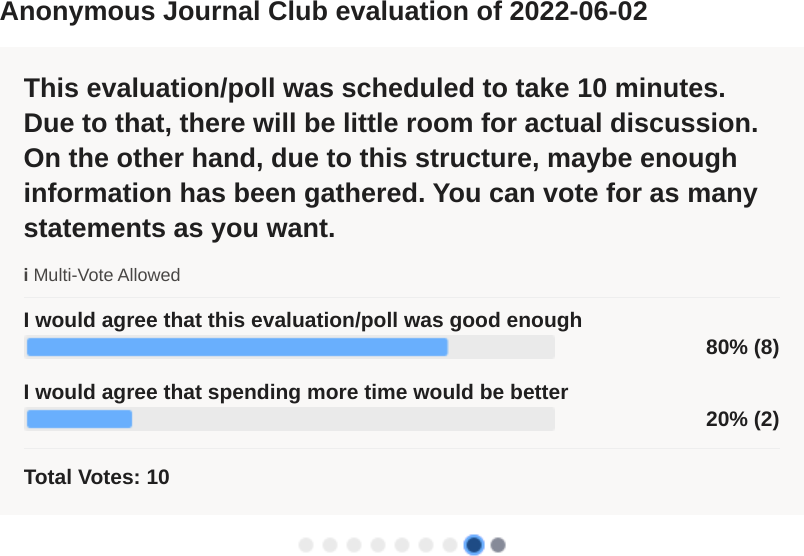 Anonymous Journal Club evaluation of 2022-06-02
This evaluation/poll was scheduled to take 10 minutes.
Due to that, there will be little room for actual discussion.
On the other hand, due to this structure, maybe enough
information has been gathered. You can vote for as many
statements as you want.
i Multi-Vote Allowed
I would agree that this evaluation/poll was good enough
80% (8)
I would agree that spending more time would be better
20% (2)
Total Votes: 10